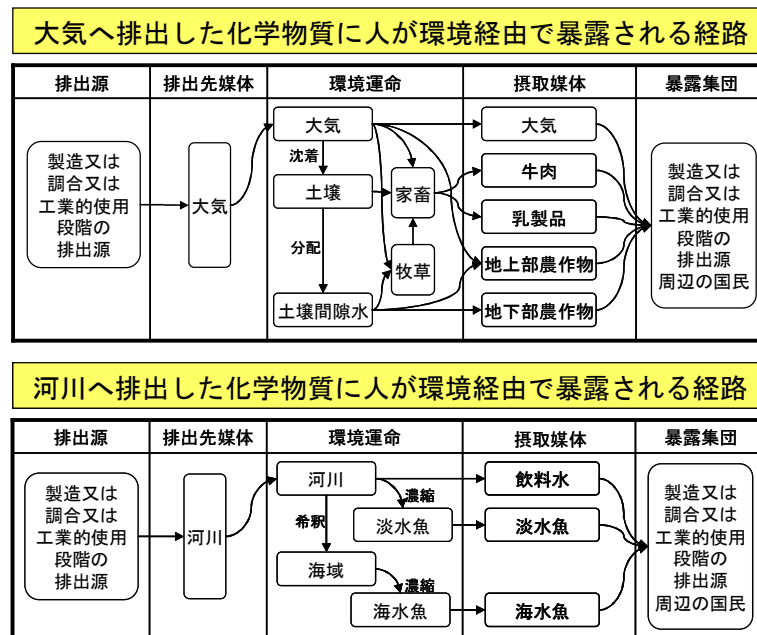 大気へ排出した化学物質に人が環境経由で暴露される経路
排出源
排出先媒体
環境運命
摂取媒体
暴露集団
製造又は
調合又は
工業的使用
段階の
排出源
大気
大気
沈着
土壌
分配
土壌間隙水
家畜
牧草
大気
牛肉
乳製品
地上部農作物
地下部農作物
製造又は
調合又は
工業的使用
段階の
排出源
周辺の国民
河川へ排出した化学物質に人が環境経由で暴露される経路
排出源
排出先媒体
環境運命
摂取媒体
暴露集団
製造又は
調合又は
工業的使用
段階の
排出源
河川
河川
濃縮
希釈
淡水魚
海域
濃縮
海水魚
飲料水
淡水魚
海水魚
製造又は
調合又は
工業的使用
段階の
排出源
周辺の国民